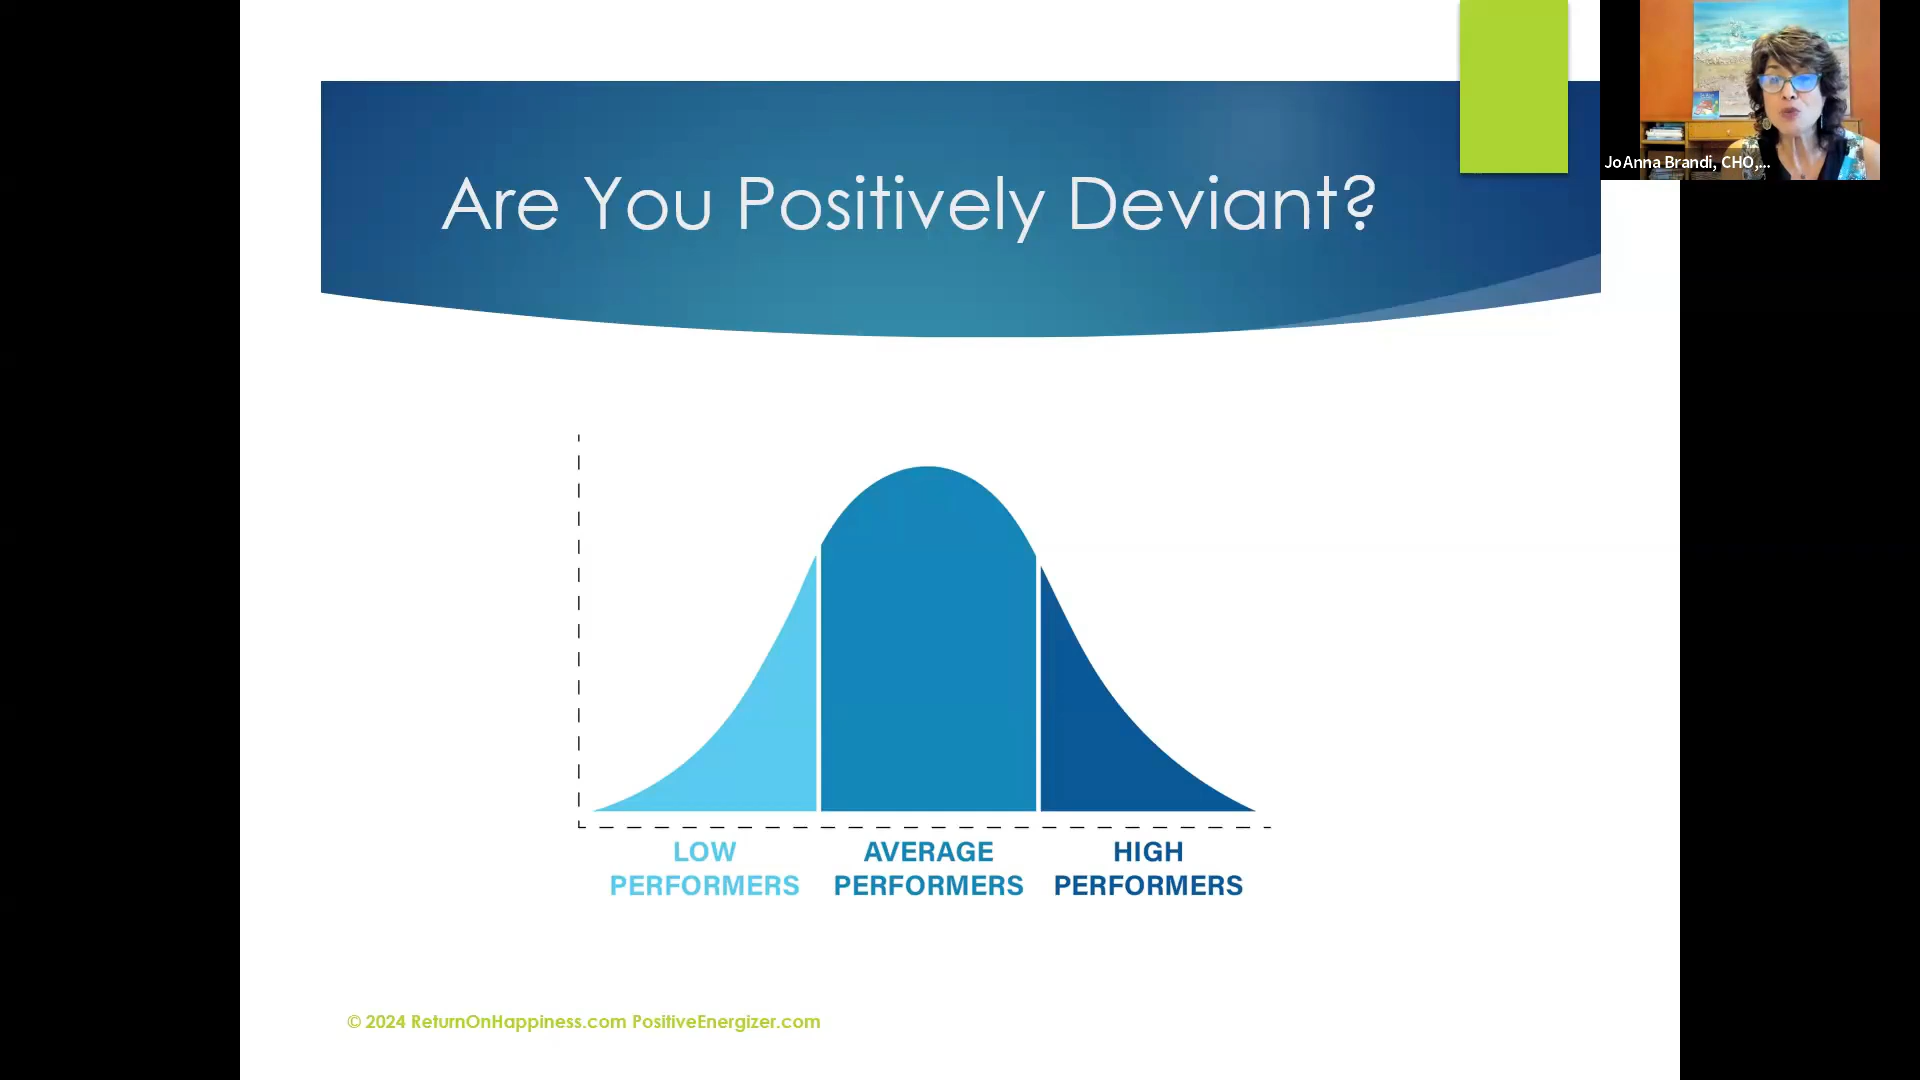 Are You Positively Deviant?
JoAnna Brandi, CHO,...
LOW PERFORMERS
AVERAGE PERFORMERS
HIGH PERFORMERS
© 2024 ReturnOnHappiness.com PositiveEnergizer.com